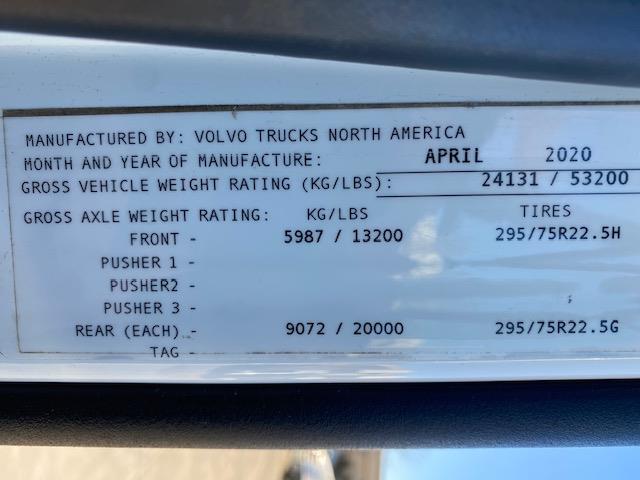 MANUFACTURED BY: VOLVO TRUCKS NORTH AMERICA
MONTH AND YEAR OF MANUFACTURE: APRIL 2020
GROSS VEHICLE WEIGHT RATING (KG/LBS): 24131 / 53200
GROSS AXLE WEIGHT RATING: KG/LBS TIRES
FRONT - 5987 / 13200 295/75R22.5H
PUSHER 1 -
PUSHER2 -
PUSHER 3 -
REAR (EACH) - 9072 / 20000 295/75R22.5G
TAG -